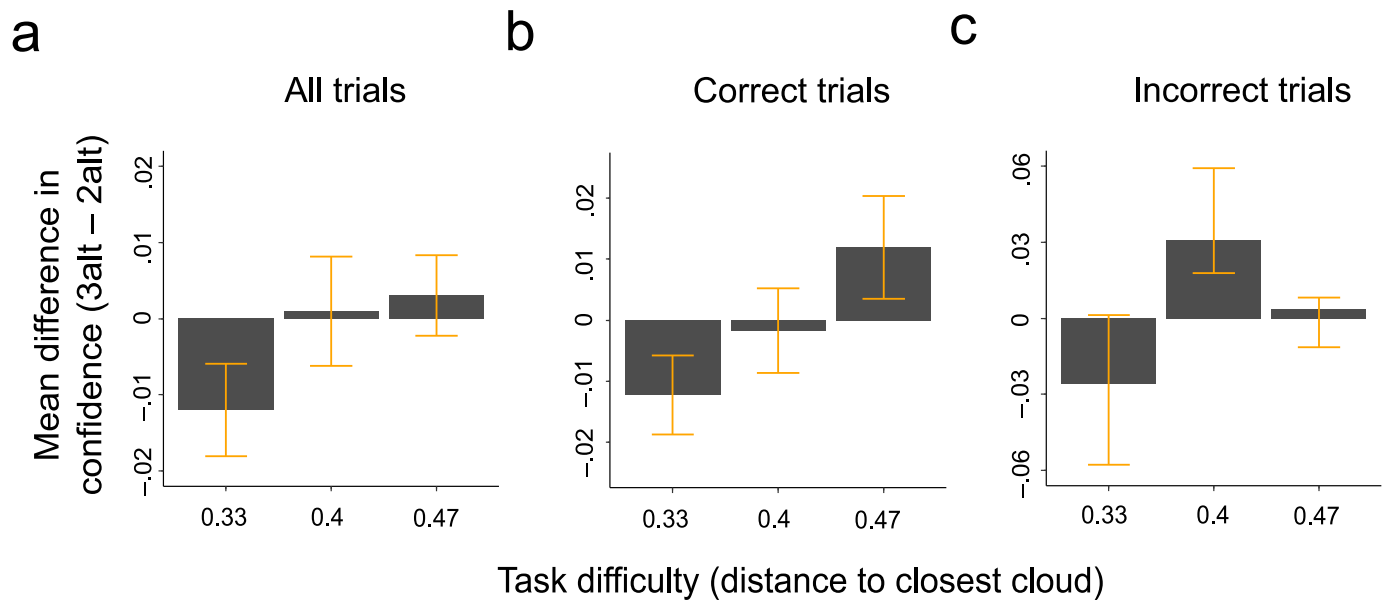 a
b
c
All trials
Correct trials
Incorrect trials
Mean difference in
confidence (3alt – 2alt)
.02
.01
0
–.01
–.02
0.33
0.4
0.47
.02
.01
0
–.01
–.02
0.33
0.4
0.47
.06
.03
0
–.03
–.06
0.33
0.4
0.47
Task difficulty (distance to closest cloud)